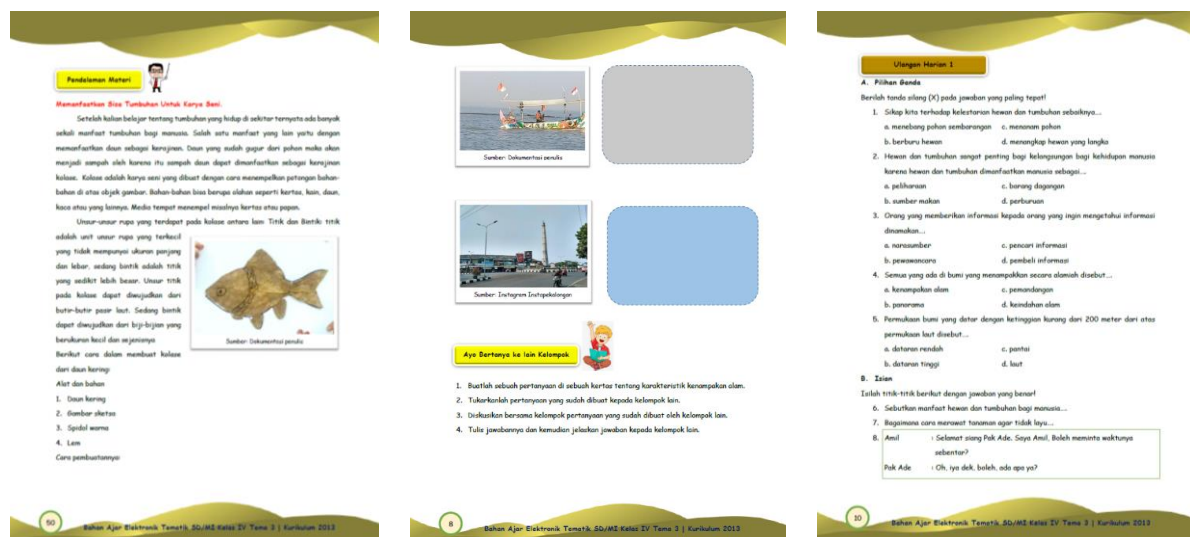 Pendalaman Materi
Memanfaatkan Sisa Tumbuhan Untuk Karya Seni.
Setelah kalian belajar tentang tumbuhan yang hidup di sekitar ternyata ada banyak
sekali manfaat tumbuhan bagi manusia. Salah satu manfaat yang lain yaitu dengan
memanfaatkan daun sebagai kerajinan. Daun yang sudah gugur dari pohon maka akan
menjadi sampah oleh karena itu sampah daun dapat dimanfaatkan sebagai kerajinan
kolase. Kolase adalah karya seni yang dibuat dengan cara menempelkan potongan bahan-
bahan di atas objek gambar. Bahan-bahan bisa berupa olahan seperti kertas, kain, daun,
kaca atau yang lainnya. Media tempat menempel misalnya kertas atau papan.
Unsur-unsur rupa yang terdapat pada kolase antara lain: Titik dan Bintik: titik
adalah unit unsur rupa yang terkecil
yang tidak mempunyai ukuran panjang
dan lebar, sedang bintik adalah titik
yang sedikit lebih besar. Unsur titik
pada kolase dapat diwujudkan dari
butir-butir pasir laut. Sedang bintik
dapat diwujudkan dari biji-bijian yang
berukuran kecil dan sejenisnya
Sumber: Dokumentasi penulis
Berikut cara dalam membuat kolase
dari daun kering:
Alat dan bahan
1. Daun kering
2. Gambar sketsa
3. Spidol warna
4. Lem
Cara pembuatannya:
50
Bahan Ajar Elektronik Tematik SD/MI Kelas IV Tema 3 | Kurikulum 2013
Sumber: Dokumentasi penulis
Sumber: Instagram Instapekalongan
Ayo Bertanya ke lain Kelompok
1. Buatlah sebuah pertanyaan di sebuah kertas tentang karakteristik kenampakan alam.
2. Tukarkanlah pertanyaan yang sudah dibuat kepada kelompok lain.
3. Diskusikan bersama kelompok pertanyaan yang sudah dibuat oleh kelompok lain.
4. Tulis jawabannya dan kemudian jelaskan jawaban kepada kelompok lain.
8
Bahan Ajar Elektronik Tematik SD/MI Kelas IV Tema 3 | Kurikulum 2013
Ulangan Harian 1
A. Pilihan Ganda
Berilah tanda silang (X) pada jawaban yang paling tepat!
1. Sikap kita terhadap kelestarian hewan dan tumbuhan sebaiknya...
a. menebang pohon sembarangan c. menanam pohon
b. berburu hewan d. menangkap hewan yang langka
2. Hewan dan tumbuhan sangat penting bagi kelangsungan bagi kehidupan manusia
karena hewan dan tumbuhan dimanfaatkan manusia sebagai...
a. peliharaan c. barang dagangan
b. sumber makan d. perburuan
3. Orang yang memberikan informasi kepada orang yang ingin mengetahui informasi
dinamakan...
a. narasumber c. pencari informasi
b. pewawancara d. pembeli informasi
4. Semua yang ada di bumi yang menampakkan secara alamiah disebut...
a. kenampakan alam c. pemandangan
b. panorama d. keindahan alam
5. Permukaan bumi yang datar dengan ketinggian kurang dari 200 meter dari atas
permukaan laut disebut...
a. dataran rendah c. pantai
b. dataran tinggi d. laut
B. Isian
Isilah titik-titik berikut dengan jawaban yang benar!
6. Sebutkan manfaat hewan dan tumbuhan bagi manusia...
7. Bagaimana cara merawat tanaman agar tidak layu...
8. Amil : Selamat siang Pak Ade. Saya Amil. Boleh meminta waktunya
sebentar?
Pak Ade : Oh, iya dek, boleh, ada apa ya?
10
Bahan Ajar Elektronik Tematik SD/MI Kelas IV Tema 3 | Kurikulum 2013